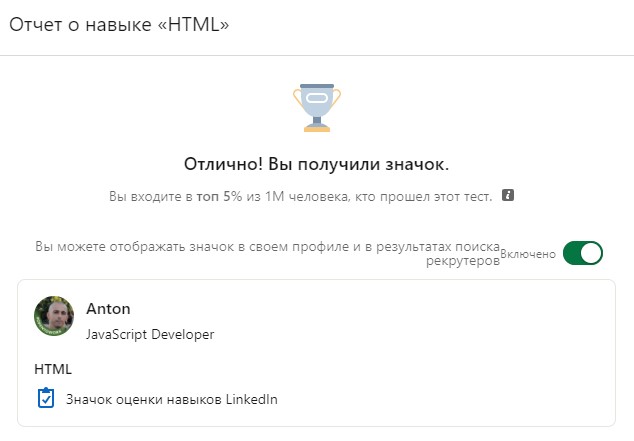 Отчет о навыке «HTML»
Отлично! Вы получили значок.
Вы входите в топ 5% из 1М человека, кто прошел этот тест.
Вы можете отображать значок в своем профиле и в результатах поиска
рекрутеров
Включено
Anton
JavaScript Developer
HTML
Значок оценки навыков LinkedIn